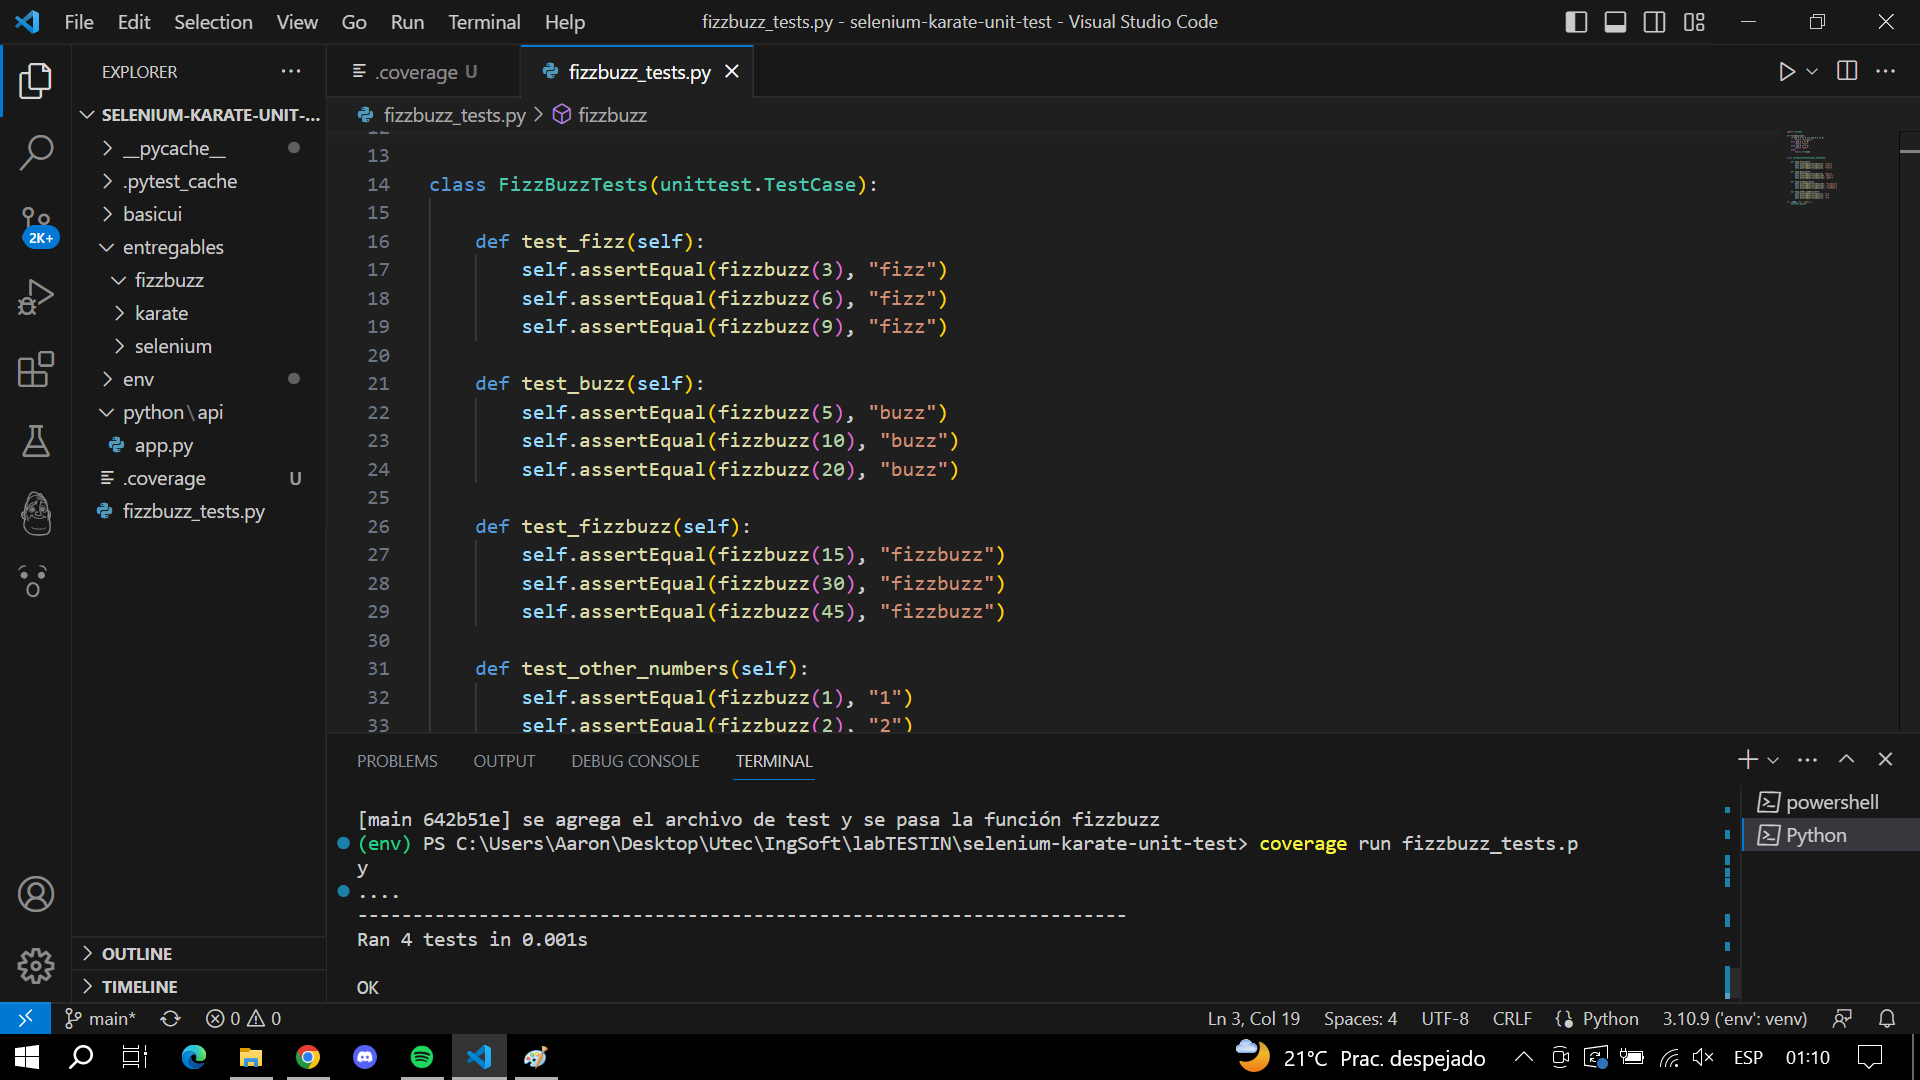 File Edit Selection View Go Run Terminal Help
fizzbuzz_tests.py - selenium-karate-unit-test - Visual Studio Code
EXPLORER
SELENIUM-KARATE-UNIT-...
__pycache__
.pytest_cache
basicui
entregables
fizzbuzz
karate
selenium
env
python\api
app.py
.coverage U
fizzbuzz_tests.py
OUTLINE
TIMELINE
2K+
.coverage U
fizzbuzz_tests.py
fizzbuzz_tests.py > fizzbuzz
12
13
14 class FizzBuzzTests(unittest.TestCase):
15
16 def test_fizz(self):
17 self.assertEqual(fizzbuzz(3), "fizz")
18 self.assertEqual(fizzbuzz(6), "fizz")
19 self.assertEqual(fizzbuzz(9), "fizz")
20
21 def test_buzz(self):
22 self.assertEqual(fizzbuzz(5), "buzz")
23 self.assertEqual(fizzbuzz(10), "buzz")
24 self.assertEqual(fizzbuzz(20), "buzz")
25
26 def test_fizzbuzz(self):
27 self.assertEqual(fizzbuzz(15), "fizzbuzz")
28 self.assertEqual(fizzbuzz(30), "fizzbuzz")
29 self.assertEqual(fizzbuzz(45), "fizzbuzz")
30
31 def test_other_numbers(self):
32 self.assertEqual(fizzbuzz(1), "1")
33 self.assertEqual(fizzbuzz(2), "2")
PROBLEMS OUTPUT DEBUG CONSOLE TERMINAL
[main 642b51e] se agrega el archivo de test y se pasa la función fizzbuzz
(env) PS C:\Users\Aaron\Desktop\Utec\IngSoft\labTESTIN\selenium-karate-unit-test> coverage run fizzbuzz_tests.p
y
....
----------------------------------------------------------------------
Ran 4 tests in 0.001s
OK
powershell
Python
main* 0 0
Ln 3, Col 19 Spaces: 4 UTF-8 CRLF Python 3.10.9 ('env': venv)
21°C Prac. despejado ESP 01:10